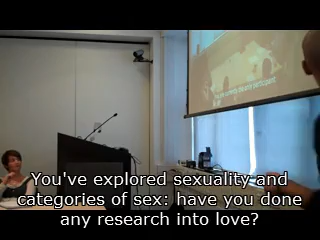 You've explored sexuality and
categories of sex: have you done
any research into love?